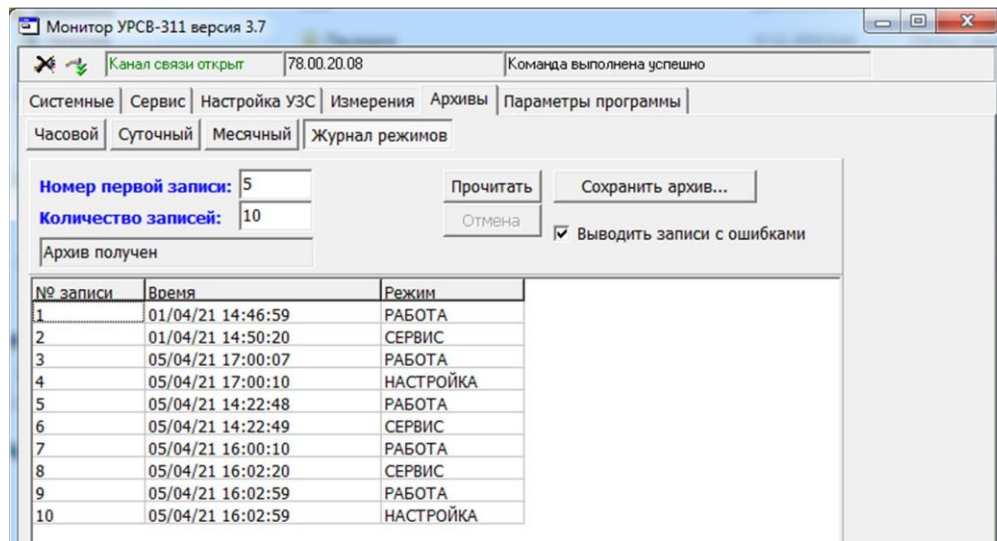 Монитор УРСВ-311 версия 3.7
Канал связи открыт 78.00.20.08 Команда выполнена успешно
Системные Сервис Настройка УЗС Измерения Архивы Параметры программы
Часовой Суточный Месячный Журнал режимов
Номер первой записи: 5 Прочитать Сохранить архив...
Количество записей: 10 Отмена Выводить записи с ошибками
Архив получен
№ записи Время Режим
1 01/04/21 14:46:59 РАБОТА
2 01/04/21 14:50:20 СЕРВИС
3 05/04/21 17:00:07 РАБОТА
4 05/04/21 17:00:10 НАСТРОЙКА
5 05/04/21 14:22:48 РАБОТА
6 05/04/21 14:22:49 СЕРВИС
7 05/04/21 16:00:10 РАБОТА
8 05/04/21 16:02:20 СЕРВИС
9 05/04/21 16:02:59 РАБОТА
10 05/04/21 16:02:59 НАСТРОЙКА